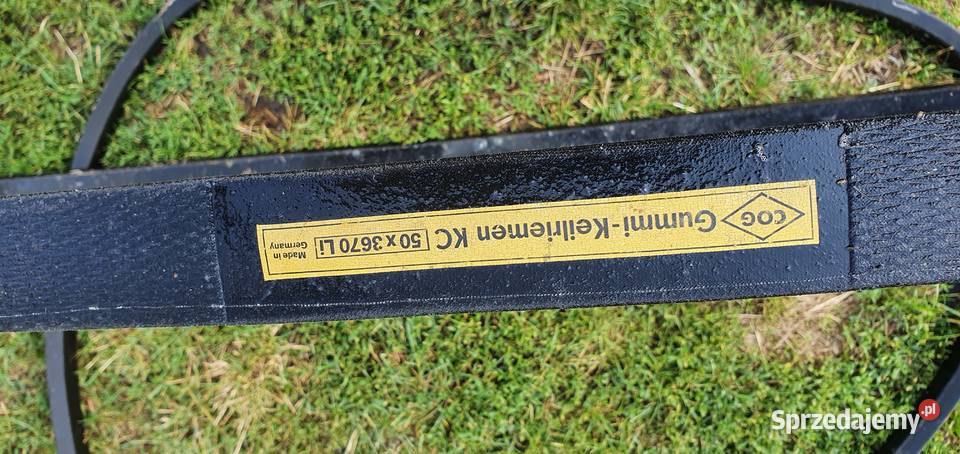 COG Gummi-Keilriemen KC 50 x 3670 Li Made in
Germany
Sprzedajemy.pl